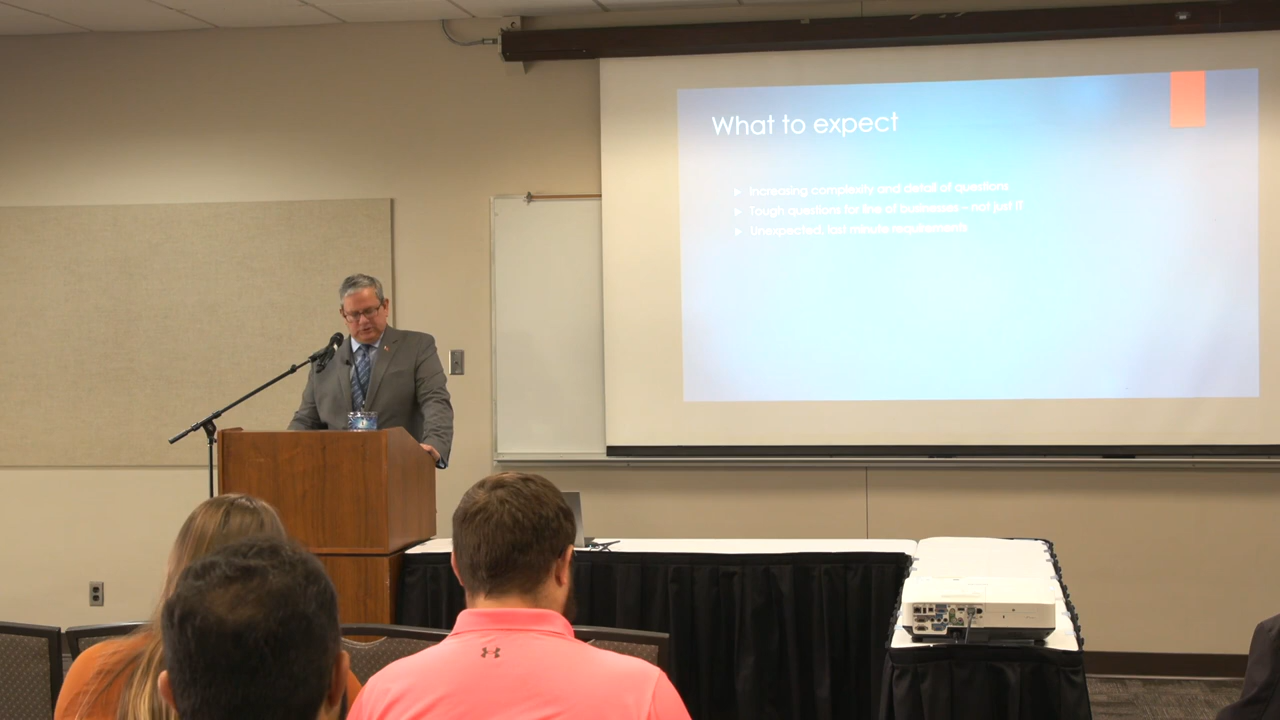 What to expect
Increasing complexity and detail of questions
Tough questions for line of businesses – not just IT
Unexpected, last minute requirements